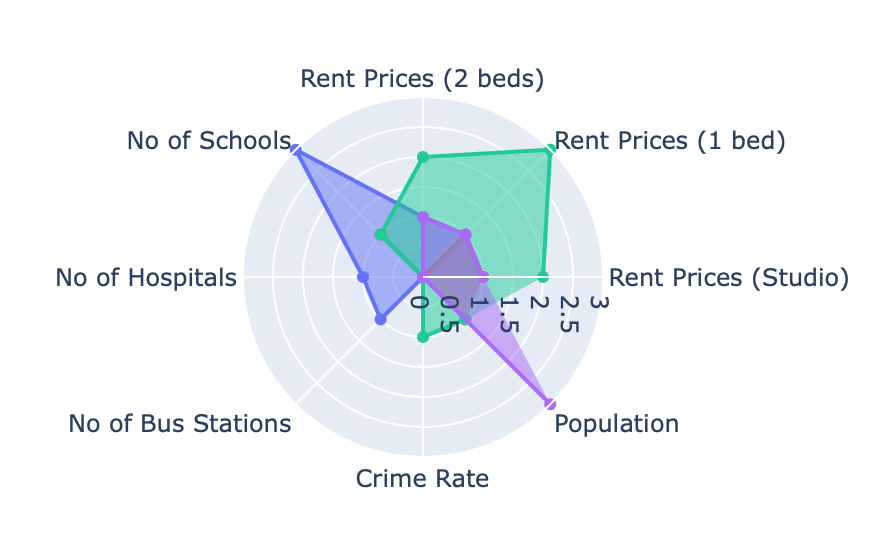 Rent Prices (2 beds)
No of Schools
Rent Prices (1 bed)
No of Hospitals
Rent Prices (Studio)
0
0.5
1
1.5
2
2.5
3
No of Bus Stations
Population
Crime Rate